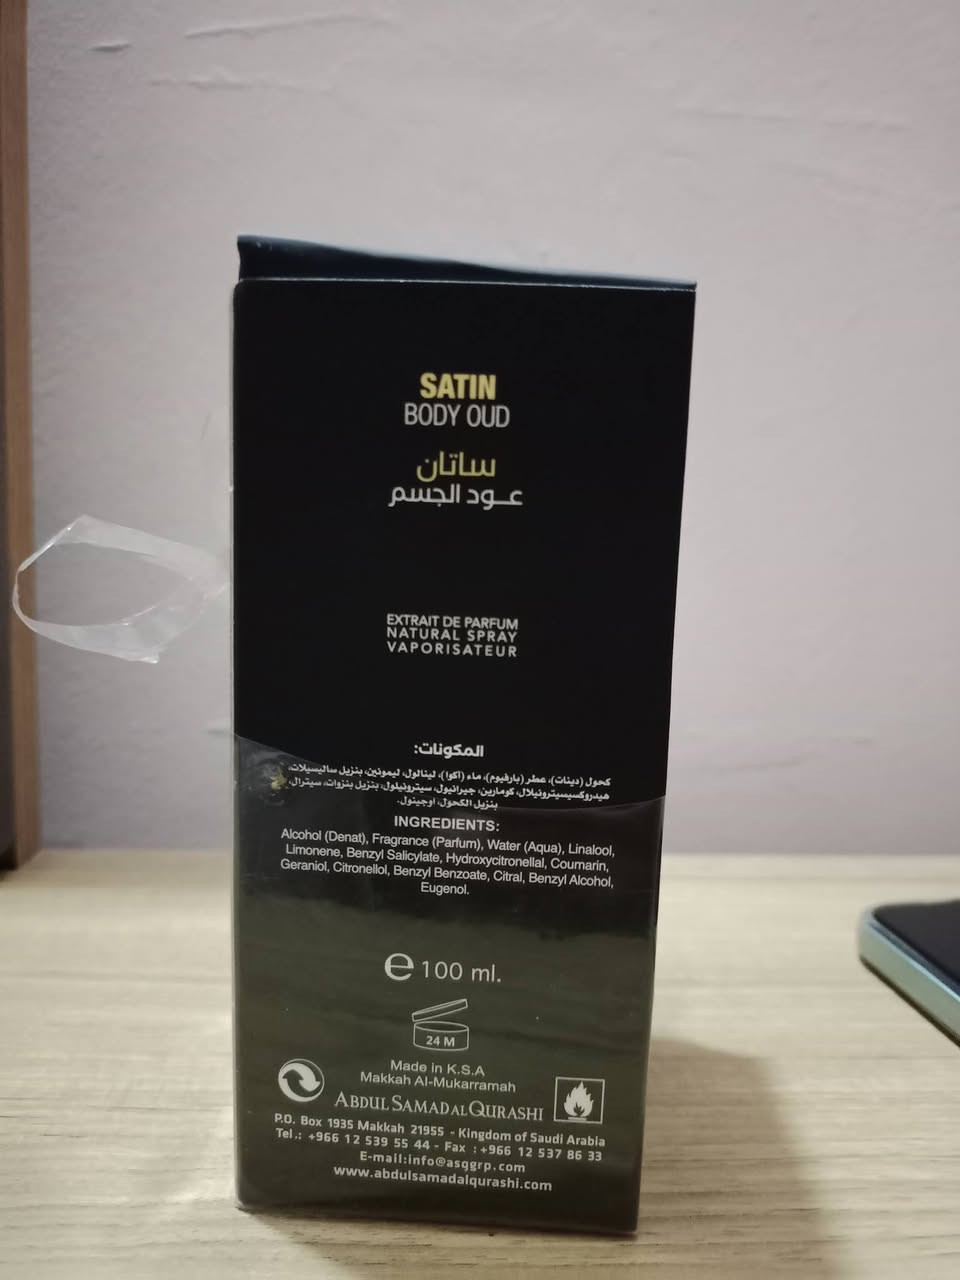 SATIN
BODY OUD
ساتان
عود الجسم
EXTRAIT DE PARFUM
NATURAL SPRAY
VAPORISATEUR
المكونات:
كحول (دينات)، عطر (بارفيوم)، ماء (أكوا)، لينالول، ليمونين، بنزيل ساليسيلات،
هيدروكسيسيترونيلال، كومارين، جيرانيول، سيترونيلول، بنزيل بنزوات، سيترال،
بنزيل الكحول، اوجينول.
INGREDIENTS:
Alcohol (Denat), Fragrance (Parfum), Water (Aqua), Linalool,
Limonene, Benzyl Salicylate, Hydroxycitronellal, Coumarin,
Geraniol, Citronellol, Benzyl Benzoate, Citral, Benzyl Alcohol,
Eugenol.
e 100 ml.
24 M
Made in K.S.A
Makkah Al-Mukarramah
ABDUL SAMAD AL QURASHI
P.O. Box 1935 Makkah 21955 - Kingdom of Saudi Arabia
Tel.: +966 12 539 55 44 - Fax : +966 12 537 86 33
E-mail:info@asqgrp.com
www.abdulsamadalqurashi.com